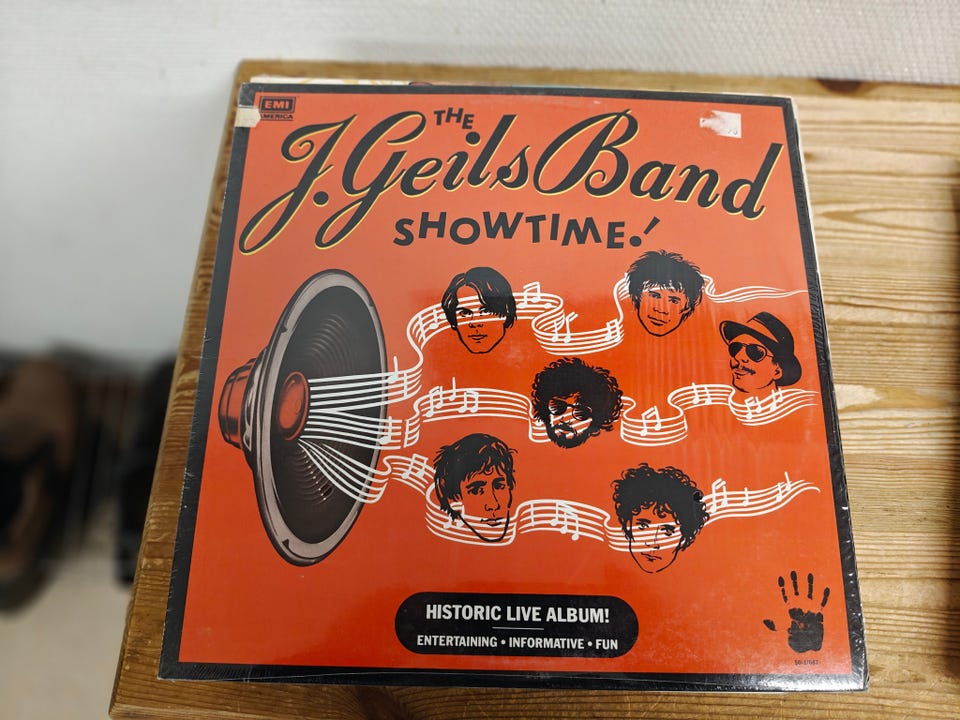 EMI
AMERICA
THE
J. Geils Band
SHOWTIME!
HISTORIC LIVE ALBUM!
ENTERTAINING • INFORMATIVE • FUN